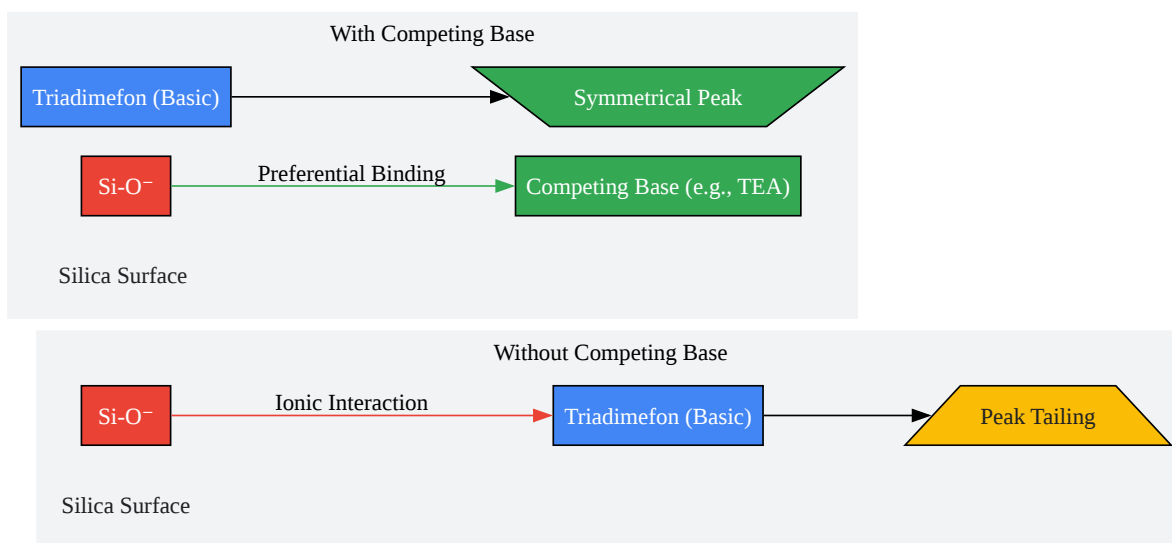 With Competing Base
Triadimefon (Basic)
Symmetrical Peak
Si-O⁻
Preferential Binding
Competing Base (e.g., TEA)
Silica Surface
Without Competing Base
Si-O⁻
Ionic Interaction
Triadimefon (Basic)
Peak Tailing
Silica Surface